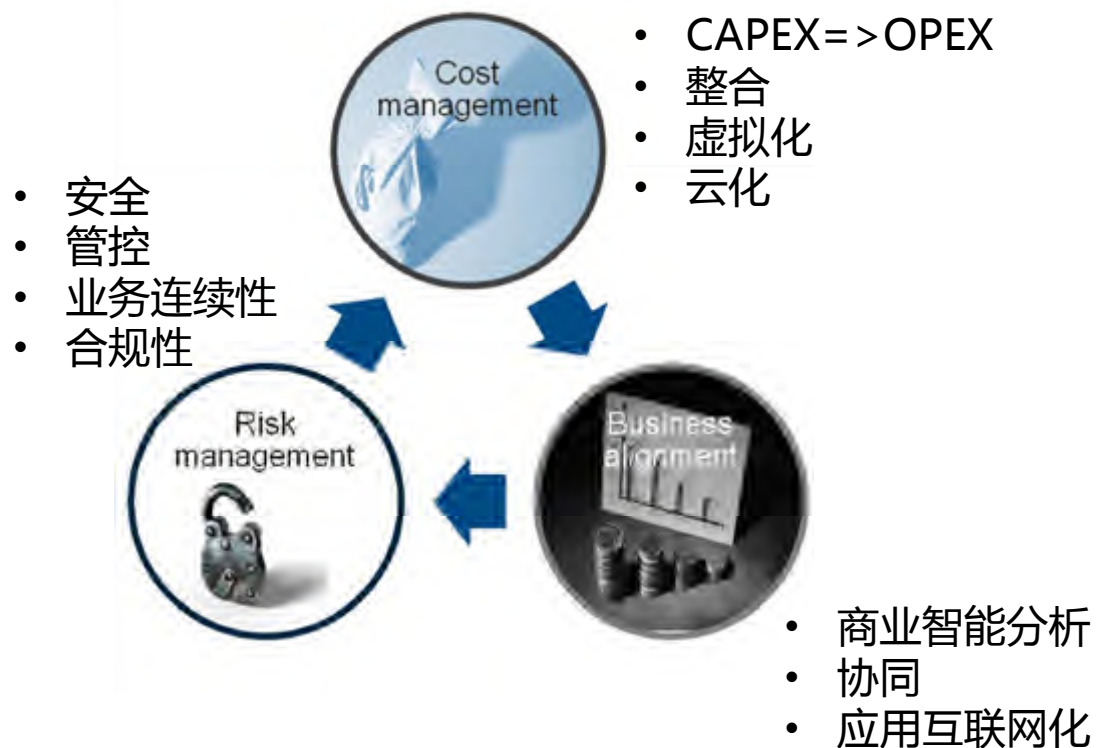 Cost
management
• CAPEX=>OPEX
• 整合
• 虚拟化
• 云化
• 安全
• 管控
• 业务连续性
• 合规性
Risk
management
Business
alignment
• 商业智能分析
• 协同
• 应用互联网化